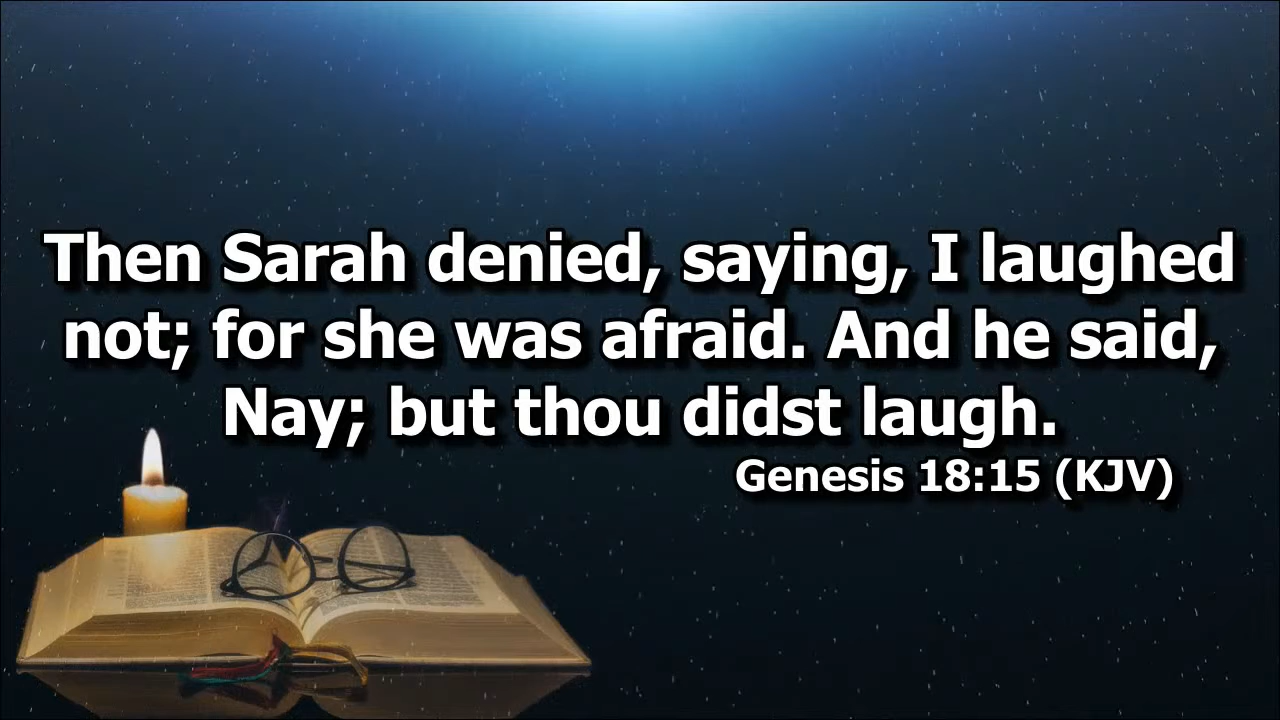 Then Sarah denied, saying, I laughed
not; for she was afraid. And he said,
Nay; but thou didst laugh.
Genesis 18:15 (KJV)